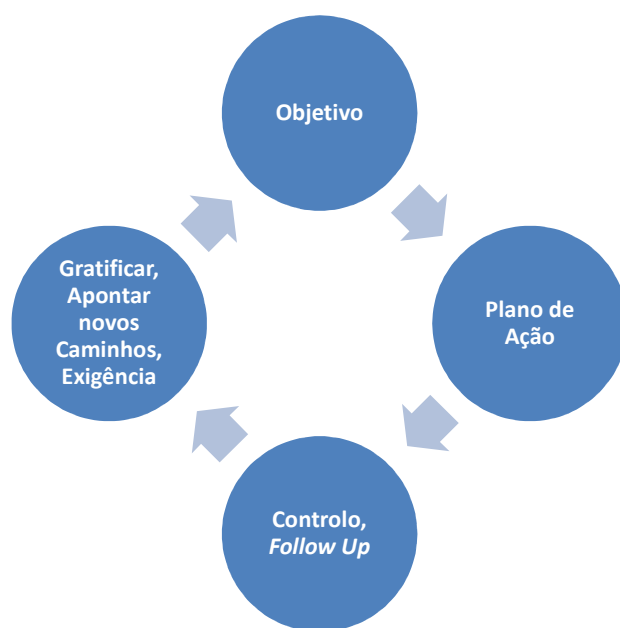 Objetivo
Plano de
Ação
Controlo,
Follow Up
Gratificar,
Apontar
novos
Caminhos,
Exigência